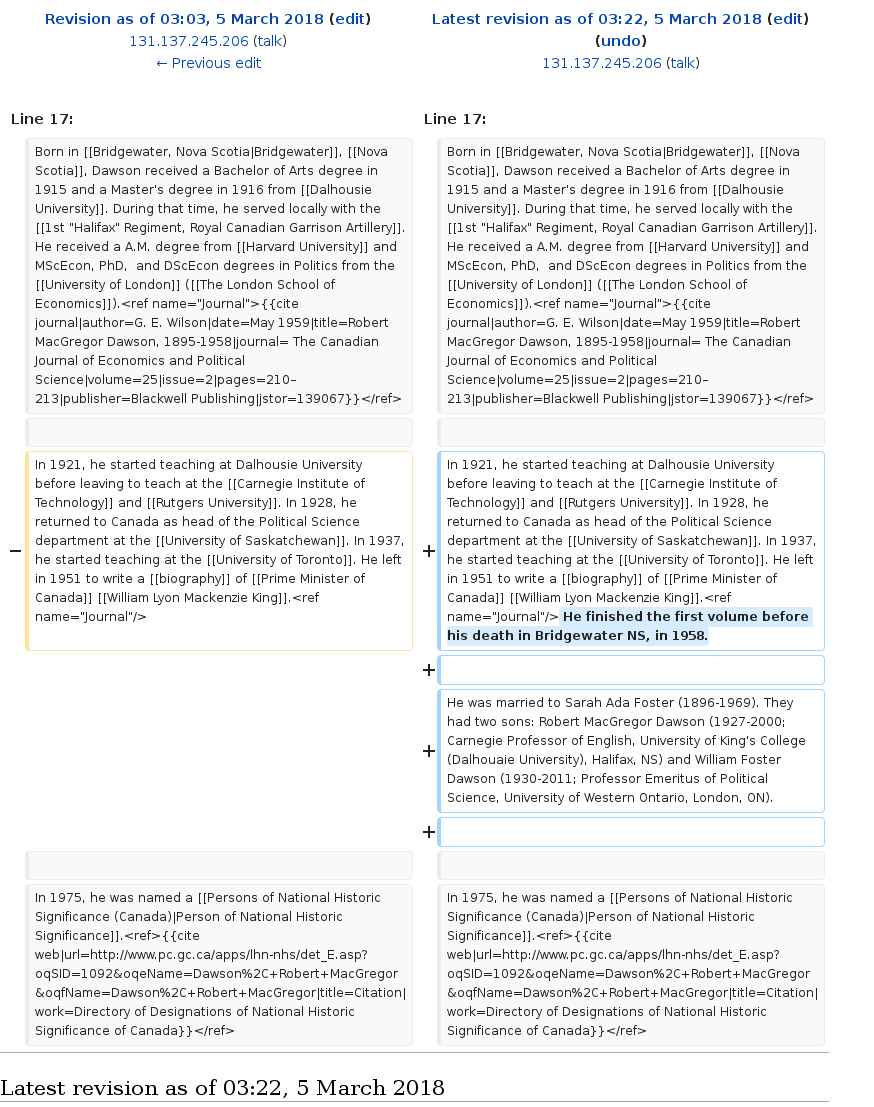 Revision as of 03:03, 5 March 2018 (edit)
131.137.245.206 (talk)
← Previous edit
Latest revision as of 03:22, 5 March 2018 (edit)
(undo)
131.137.245.206 (talk)
Line 17:
Line 17:
Born in [[Bridgewater, Nova Scotia|Bridgewater]], [[Nova
Scotia]], Dawson received a Bachelor of Arts degree in
1915 and a Master's degree in 1916 from [[Dalhousie
University]]. During that time, he served locally with the
[[1st "Halifax" Regiment, Royal Canadian Garrison Artillery]].
He received a A.M. degree from [[Harvard University]] and
MScEcon, PhD,  and DScEcon degrees in Politics from the
[[University of London]] ([[The London School of
Economics]]).<ref name="Journal">{{cite
journal|author=G. E. Wilson|date=May 1959|title=Robert
MacGregor Dawson, 1895-1958|journal= The Canadian
Journal of Economics and Political
Science|volume=25|issue=2|pages=210–
213|publisher=Blackwell Publishing|jstor=139067}}</ref>
Born in [[Bridgewater, Nova Scotia|Bridgewater]], [[Nova
Scotia]], Dawson received a Bachelor of Arts degree in
1915 and a Master's degree in 1916 from [[Dalhousie
University]]. During that time, he served locally with the
[[1st "Halifax" Regiment, Royal Canadian Garrison Artillery]].
He received a A.M. degree from [[Harvard University]] and
MScEcon, PhD,  and DScEcon degrees in Politics from the
[[University of London]] ([[The London School of
Economics]]).<ref name="Journal">{{cite
journal|author=G. E. Wilson|date=May 1959|title=Robert
MacGregor Dawson, 1895-1958|journal= The Canadian
Journal of Economics and Political
Science|volume=25|issue=2|pages=210–
213|publisher=Blackwell Publishing|jstor=139067}}</ref>
−
In 1921, he started teaching at Dalhousie University
before leaving to teach at the [[Carnegie Institute of
Technology]] and [[Rutgers University]]. In 1928, he
returned to Canada as head of the Political Science
department at the [[University of Saskatchewan]]. In 1937,
he started teaching at the [[University of Toronto]]. He left
in 1951 to write a [[biography]] of [[Prime Minister of
Canada]] [[William Lyon Mackenzie King]].<ref
name="Journal"/>
+
In 1921, he started teaching at Dalhousie University
before leaving to teach at the [[Carnegie Institute of
Technology]] and [[Rutgers University]]. In 1928, he
returned to Canada as head of the Political Science
department at the [[University of Saskatchewan]]. In 1937,
he started teaching at the [[University of Toronto]]. He left
in 1951 to write a [[biography]] of [[Prime Minister of
Canada]] [[William Lyon Mackenzie King]].<ref
name="Journal"/> He finished the first volume before
his death in Bridgewater NS, in 1958.
+
+
He was married to Sarah Ada Foster (1896-1969). They
had two sons: Robert MacGregor Dawson (1927-2000;
Carnegie Professor of English, University of King's College
(Dalhouaie University), Halifax, NS) and William Foster
Dawson (1930-2011; Professor Emeritus of Political
Science, University of Western Ontario, London, ON).
+
In 1975, he was named a [[Persons of National Historic
Significance (Canada)|Person of National Historic
Significance]].<ref>{{cite
web|url=http://www.pc.gc.ca/apps/lhn-nhs/det_E.asp?
oqSID=1092&oqeName=Dawson%2C+Robert+MacGregor
&oqfName=Dawson%2C+Robert+MacGregor|title=Citation|
work=Directory of Designations of National Historic
Significance of Canada}}</ref>
In 1975, he was named a [[Persons of National Historic
Significance (Canada)|Person of National Historic
Significance]].<ref>{{cite
web|url=http://www.pc.gc.ca/apps/lhn-nhs/det_E.asp?
oqSID=1092&oqeName=Dawson%2C+Robert+MacGregor
&oqfName=Dawson%2C+Robert+MacGregor|title=Citation|
work=Directory of Designations of National Historic
Significance of Canada}}</ref>
Latest revision as of 03:22, 5 March 2018